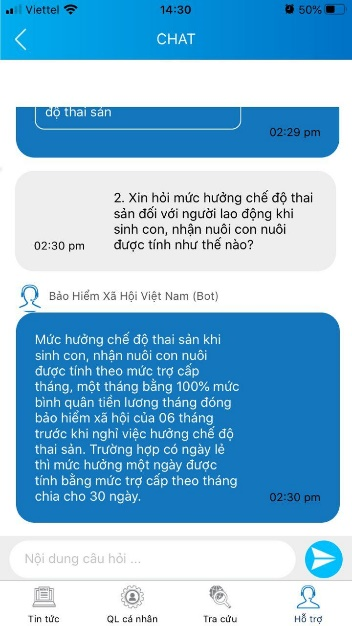 Viettel 14:30 50%
CHAT
độ thai sản
02:29 pm
2. Xin hỏi mức hưởng chế độ thai
sản đối với người lao động khi
sinh con, nhận nuôi con nuôi
được tính như thế nào?
02:30 pm
Bảo Hiểm Xã Hội Việt Nam (Bot)
Mức hưởng chế độ thai sản khi
sinh con, nhận nuôi con nuôi
được tính theo mức trợ cấp
tháng, một tháng bằng 100% mức
bình quân tiền lương tháng đóng
bảo hiểm xã hội của 06 tháng
trước khi nghỉ việc hưởng chế độ
thai sản. Trường hợp có ngày lẻ
thì mức hưởng một ngày được
tính bằng mức trợ cấp theo tháng
chia cho 30 ngày.
02:30 pm
Nội dung câu hỏi ...
Tin tức QL cá nhân Tra cứu Hỗ trợ